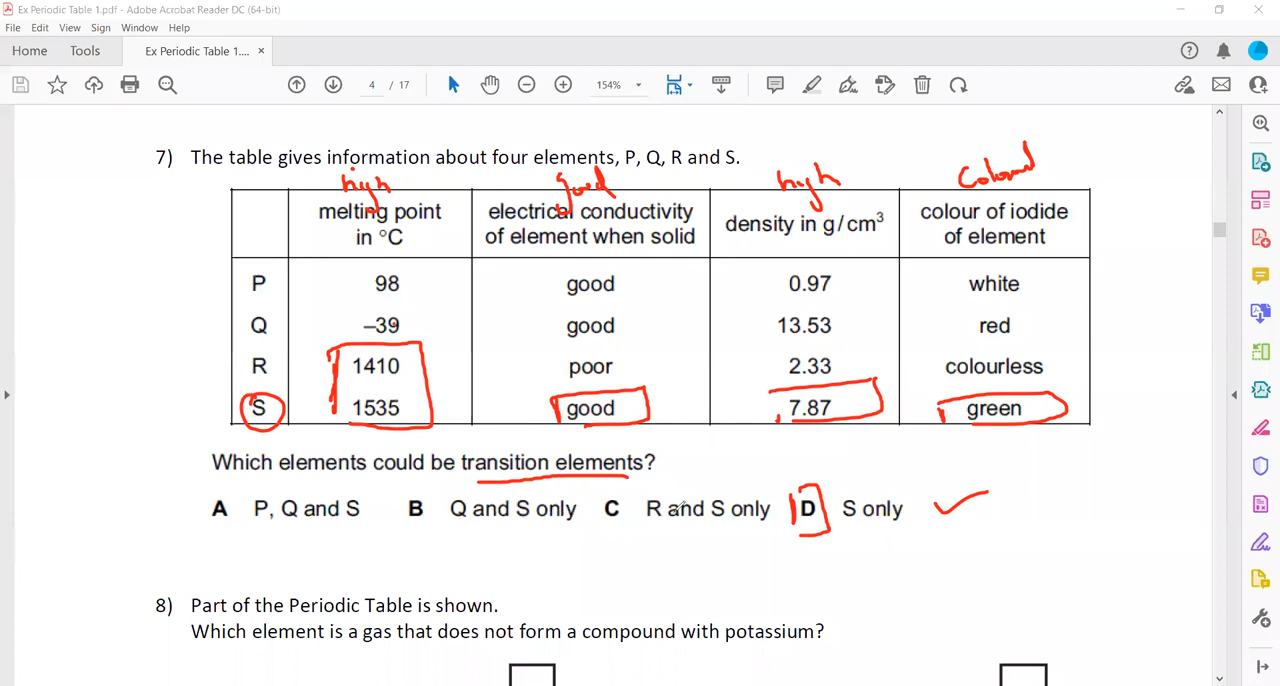 Ex Periodic Table 1.pdf - Adobe Acrobat Reader DC (64-bit)
File Edit View Sign Window Help
Home Tools Ex Periodic Table 1.... ×
4 / 17 154%
7) The table gives information about four elements, P, Q, R and S.
high good high Coloured
melting point in °C electrical conductivity of element when solid density in g/cm³ colour of iodide of element
P 98 good 0.97 white
Q –39 good 13.53 red
R 1410 poor 2.33 colourless
S 1535 good 7.87 green
Which elements could be transition elements?
A P, Q and S B Q and S only C R and S only D S only
8) Part of the Periodic Table is shown.
Which element is a gas that does not form a compound with potassium?